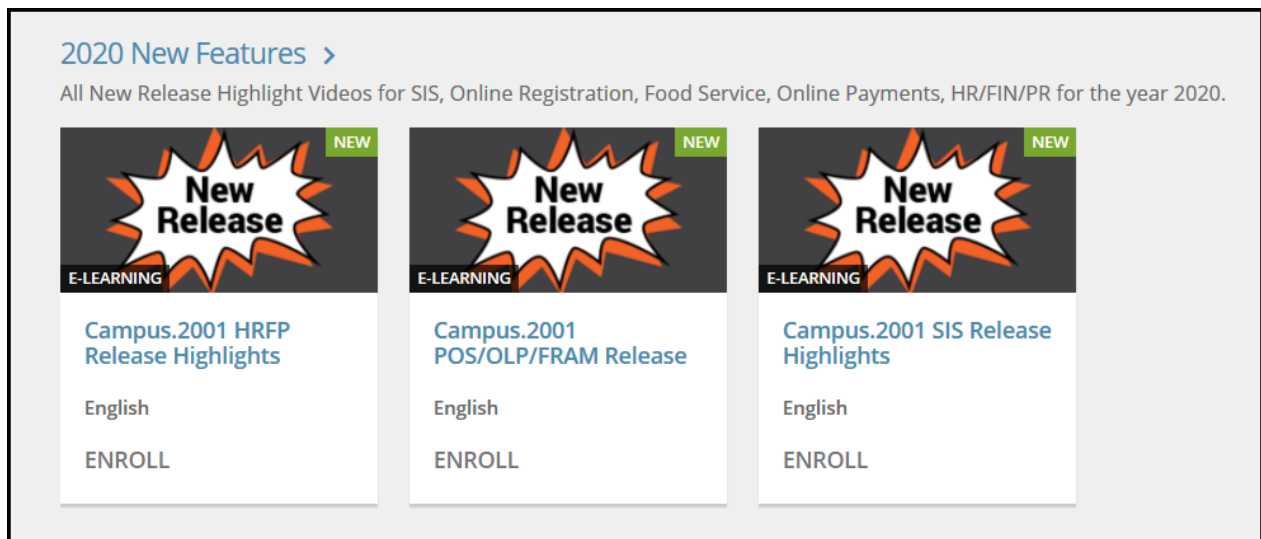 2020 New Features >
All New Release Highlight Videos for SIS, Online Registration, Food Service, Online Payments, HR/FIN/PR for the year 2020.
NEW
New
Release
E-LEARNING
Campus.2001 HRFP
Release Highlights
English
ENROLL
NEW
New
Release
E-LEARNING
Campus.2001
POS/OLP/FRAM Release
English
ENROLL
NEW
New
Release
E-LEARNING
Campus.2001 SIS Release
Highlights
English
ENROLL